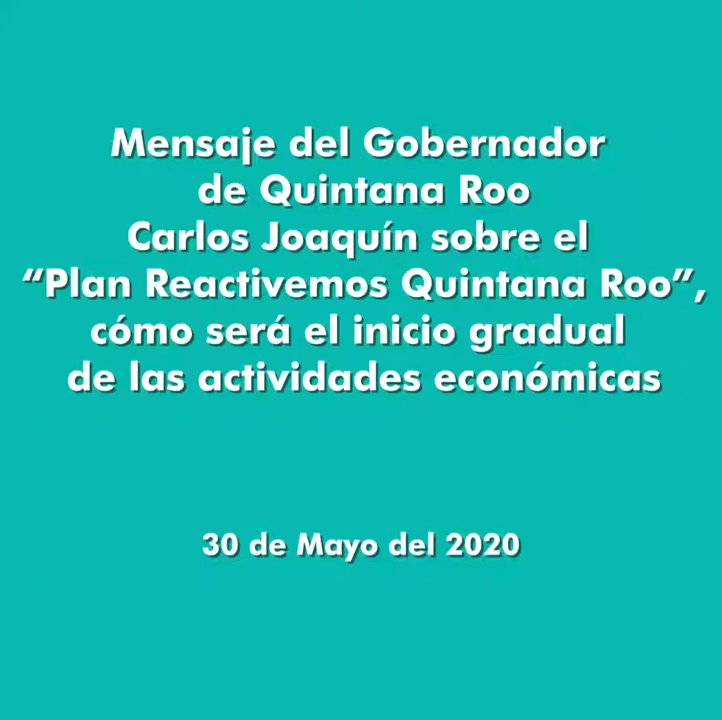 Mensaje del Gobernador
de Quintana Roo
Carlos Joaquín sobre el
“Plan Reactivemos Quintana Roo”,
cómo será el inicio gradual
de las actividades económicas
30 de Mayo del 2020